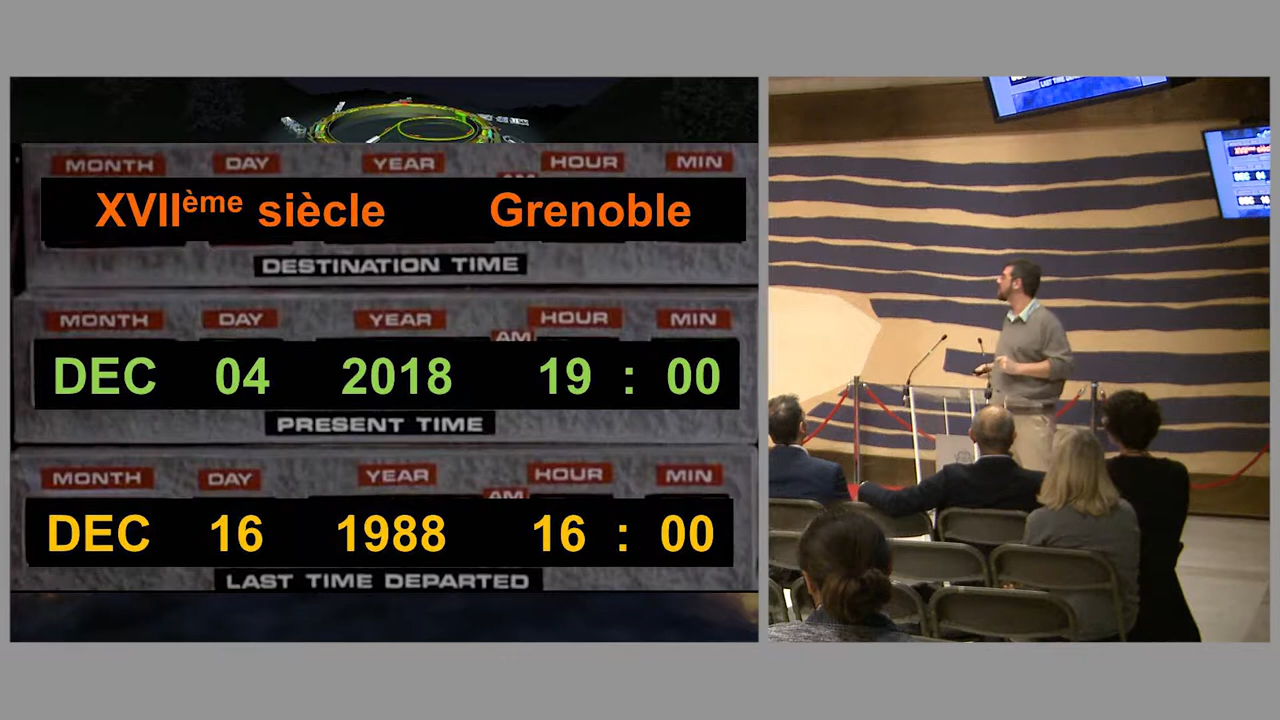 MONTH DAY YEAR HOUR MIN
XVIIème siècle Grenoble
DESTINATION TIME
MONTH DAY YEAR AM HOUR MIN
DEC 04 2018 19 : 00
PRESENT TIME
MONTH DAY YEAR AM HOUR MIN
DEC 16 1988 16 : 00
LAST TIME DEPARTED